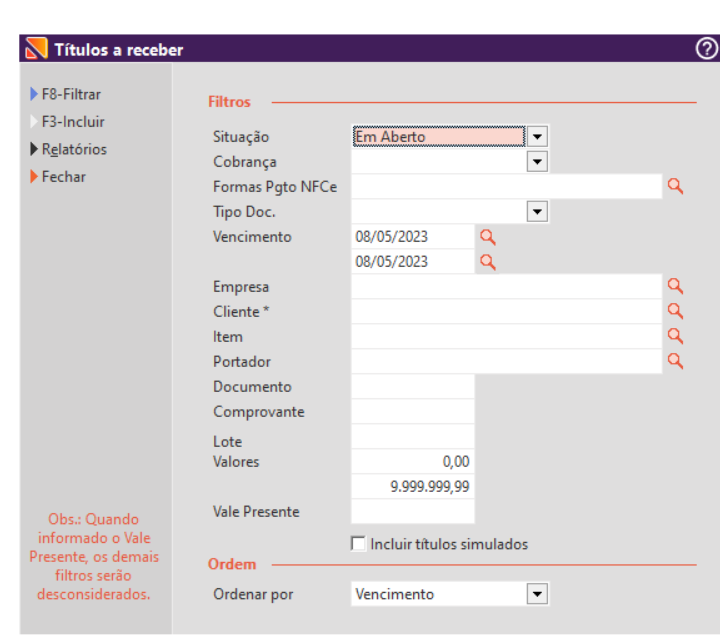 Títulos a receber
F8-Filtrar
F3-Incluir
Relatórios
Fechar
Filtros
Situação Em Aberto
Cobrança
Formas Pgto NFCe
Tipo Doc.
Vencimento 08/05/2023
08/05/2023
Empresa
Cliente *
Item
Portador
Documento
Comprovante
Lote
Valores 0,00
9.999.999,99
Vale Presente
Incluir títulos simulados
Ordem
Ordenar por Vencimento
Obs.: Quando
informado o Vale
Presente, os demais
filtros serão
desconsiderados.